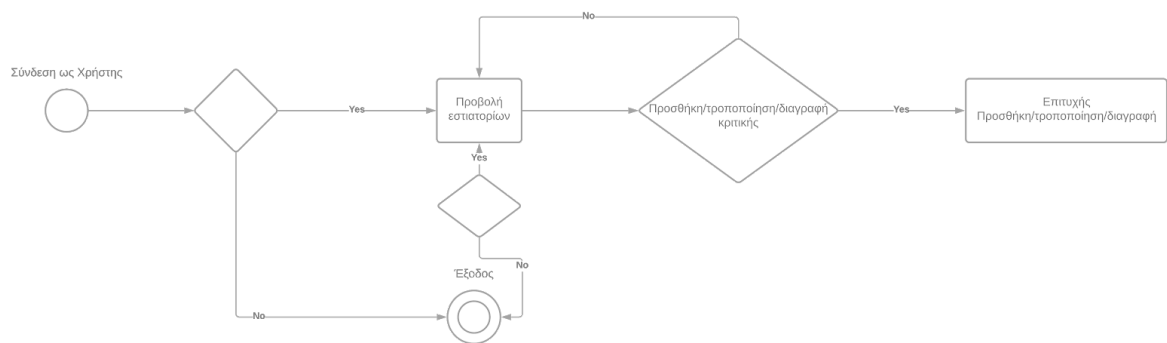 No
Σύνδεση ως Χρήστης
Yes
Προβολή
εστιατορίων
Προσθήκη/τροποποίηση/διαγραφή
κριτικής
Yes
Επιτυχής
Προσθήκη/τροποποίηση/διαγραφή
Yes
No
Έξοδος
No